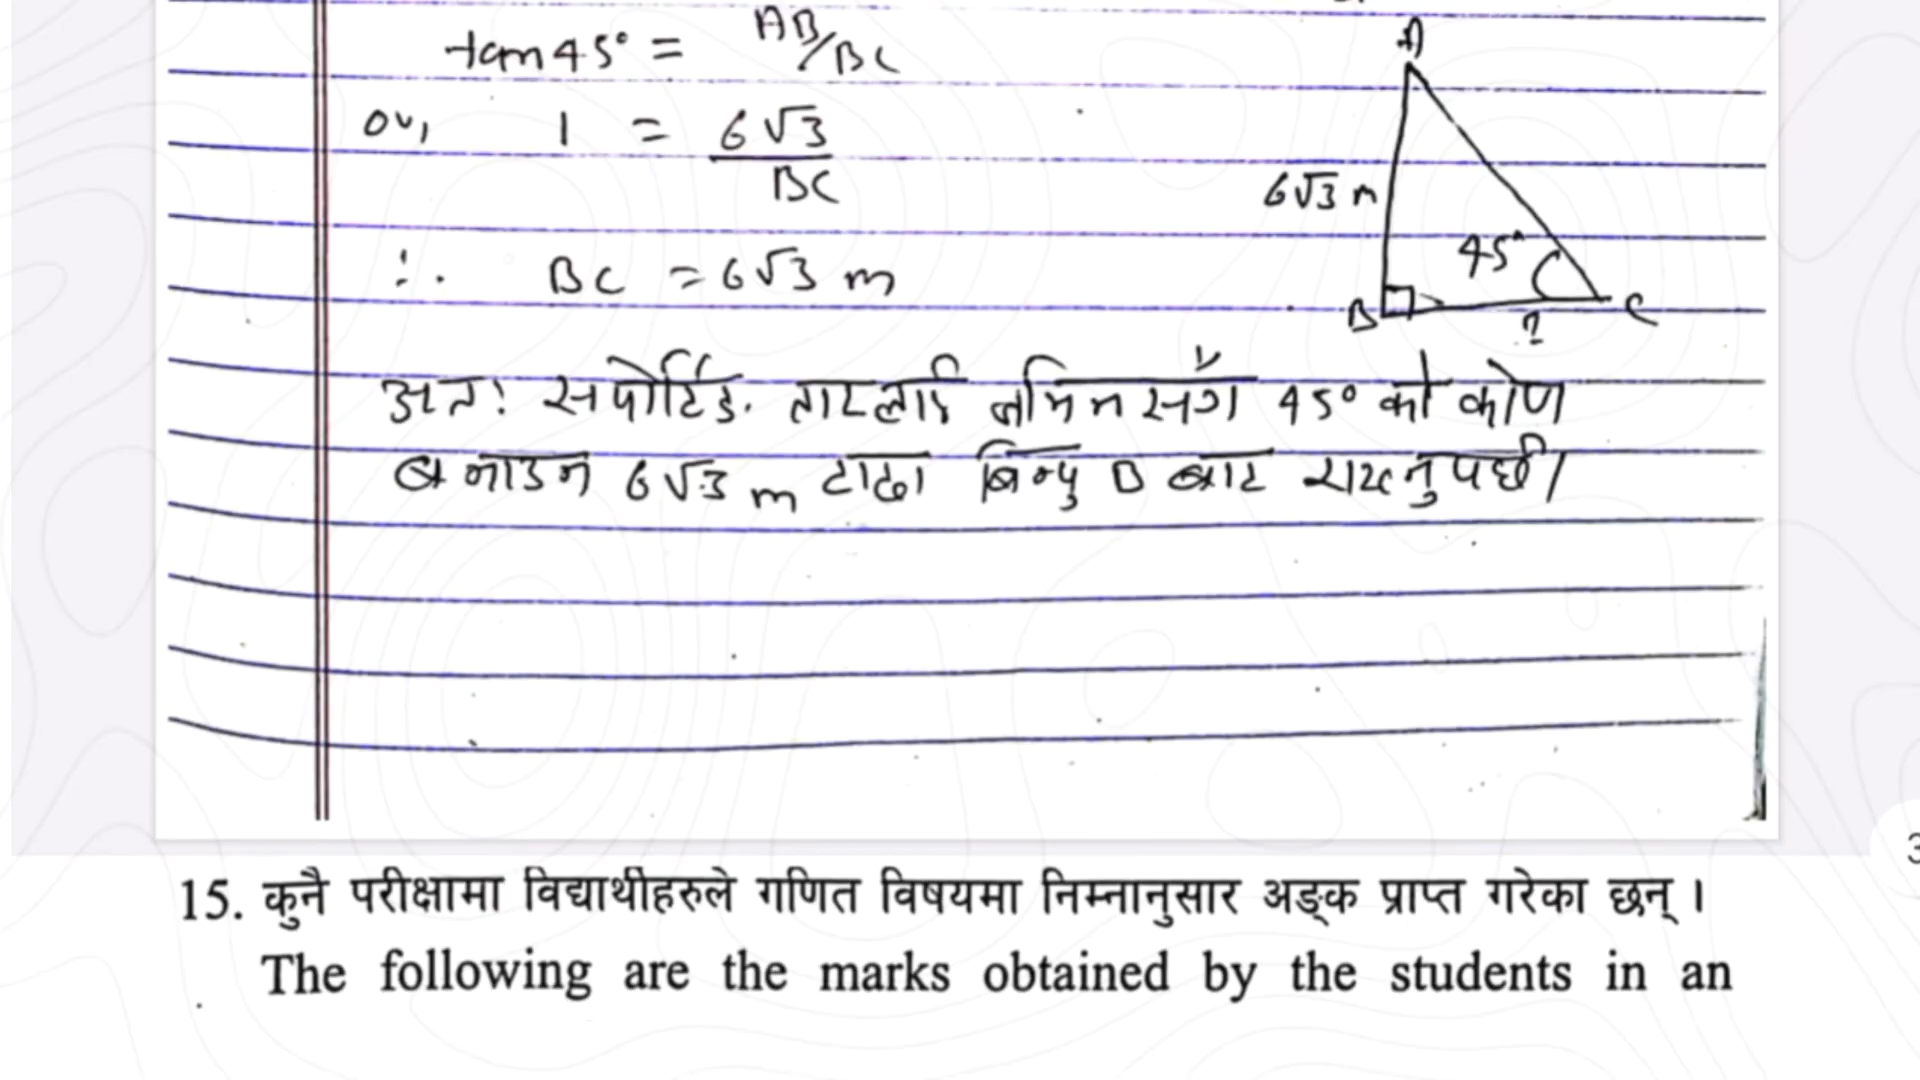 A
tan 45° = AB/BC
or, 1 = 6√3 / BC
6√3 m
45°
∴ BC = 6√3 m
B ? C
अतः सपोर्टिङ तारलाई जमिनसँग 45° को कोण
बनाउन 6√3 m टाढा बिन्दु B बाट राख्नुपर्छ।
15. कुनै परीक्षामा विद्यार्थीहरुले गणित विषयमा निम्नानुसार अङ्क प्राप्त गरेका छन् ।
The following are the marks obtained by the students in an